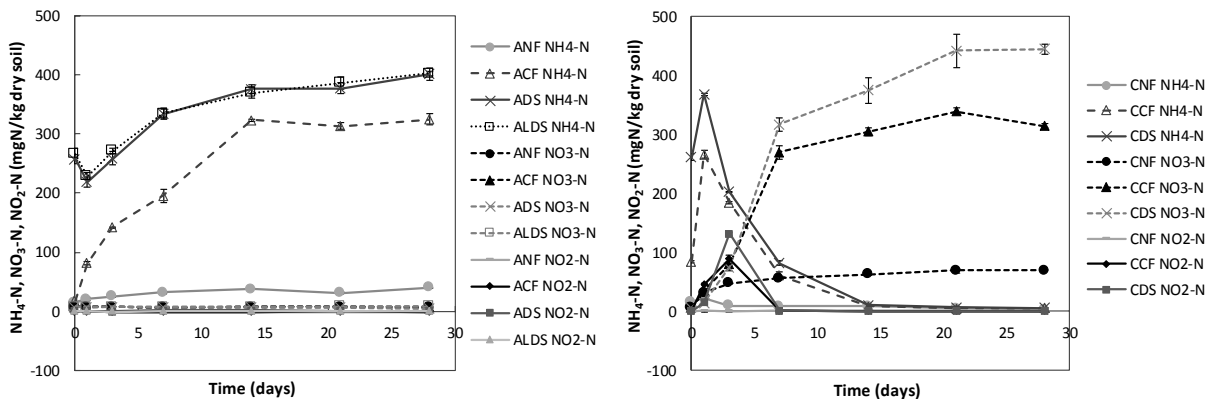 NH4-N, NO3-N, NO2-N (mgN/kg dry soil)
500
400
300
200
100
0
-100
0 5 10 15 20 25 30
Time (days)
ANF NH4-N
ACF NH4-N
ADS NH4-N
ALDS NH4-N
ANF NO3-N
ACF NO3-N
ADS NO3-N
ALDS NO3-N
ANF NO2-N
ACF NO2-N
ADS NO2-N
ALDS NO2-N
NH4-N, NO3-N, NO2-N (mgN/kg dry soil)
500
400
300
200
100
0
-100
0 5 10 15 20 25 30
Time (days)
CNF NH4-N
CCF NH4-N
CDS NH4-N
CNF NO3-N
CCF NO3-N
CDS NO3-N
CNF NO2-N
CCF NO2-N
CDS NO2-N